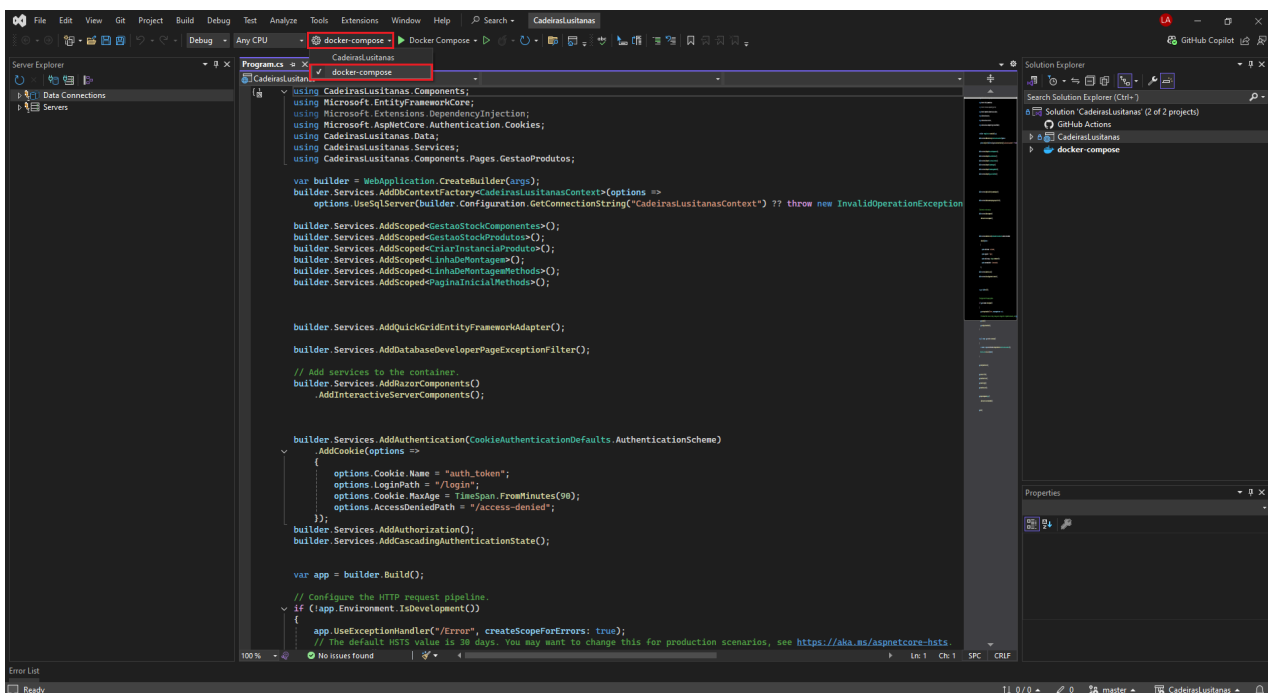 File Edit View Git Project Build Debug Test Analyze Tools Extensions Window Help Search CadeirasLusitanas LA
Debug Any CPU docker-compose Docker Compose GitHub Copilot
Server Explorer
Data Connections
Servers
Program.cs
CadeirasLusitanas
docker-compose
CadeirasLusitan
using CadeirasLusitanas.Components;
using Microsoft.EntityFrameworkCore;
using Microsoft.Extensions.DependencyInjection;
using Microsoft.AspNetCore.Authentication.Cookies;
using CadeirasLusitanas.Data;
using CadeirasLusitanas.Services;
using CadeirasLusitanas.Components.Pages.GestaoProdutos;
var builder = WebApplication.CreateBuilder(args);
builder.Services.AddDbContextFactory<CadeirasLusitanasContext>(options =>
options.UseSqlServer(builder.Configuration.GetConnectionString("CadeirasLusitanasContext") ?? throw new InvalidOperationException
builder.Services.AddScoped<GestaoStockComponentes>();
builder.Services.AddScoped<GestaoStockProdutos>();
builder.Services.AddScoped<CriarInstanciaProduto>();
builder.Services.AddScoped<LinhaDeMontagem>();
builder.Services.AddScoped<LinhaDeMontagemMethods>();
builder.Services.AddScoped<PaginaInicialMethods>();
builder.Services.AddQuickGridEntityFrameworkAdapter();
builder.Services.AddDatabaseDeveloperPageExceptionFilter();
// Add services to the container.
builder.Services.AddRazorComponents()
.AddInteractiveServerComponents();
builder.Services.AddAuthentication(CookieAuthenticationDefaults.AuthenticationScheme)
.AddCookie(options =>
{
options.Cookie.Name = "auth_token";
options.LoginPath = "/login";
options.Cookie.MaxAge = TimeSpan.FromMinutes(90);
options.AccessDeniedPath = "/access-denied";
});
builder.Services.AddAuthorization();
builder.Services.AddCascadingAuthenticationState();
var app = builder.Build();
// Configure the HTTP request pipeline.
if (!app.Environment.IsDevelopment())
{
app.UseExceptionHandler("/Error", createScopeForErrors: true);
// The default HSTS value is 30 days. You may want to change this for production scenarios, see https://aka.ms/aspnetcore-hsts.
100 % No issues found Ln: 1 Ch: 1 SPC CRLF
Solution Explorer
Search Solution Explorer (Ctrl+ ')
Solution 'CadeirasLusitanas' (2 of 2 projects)
GitHub Actions
CadeirasLusitanas
docker-compose
Properties
Error List
Ready 0 / 0 0 master CadeirasLusitanas